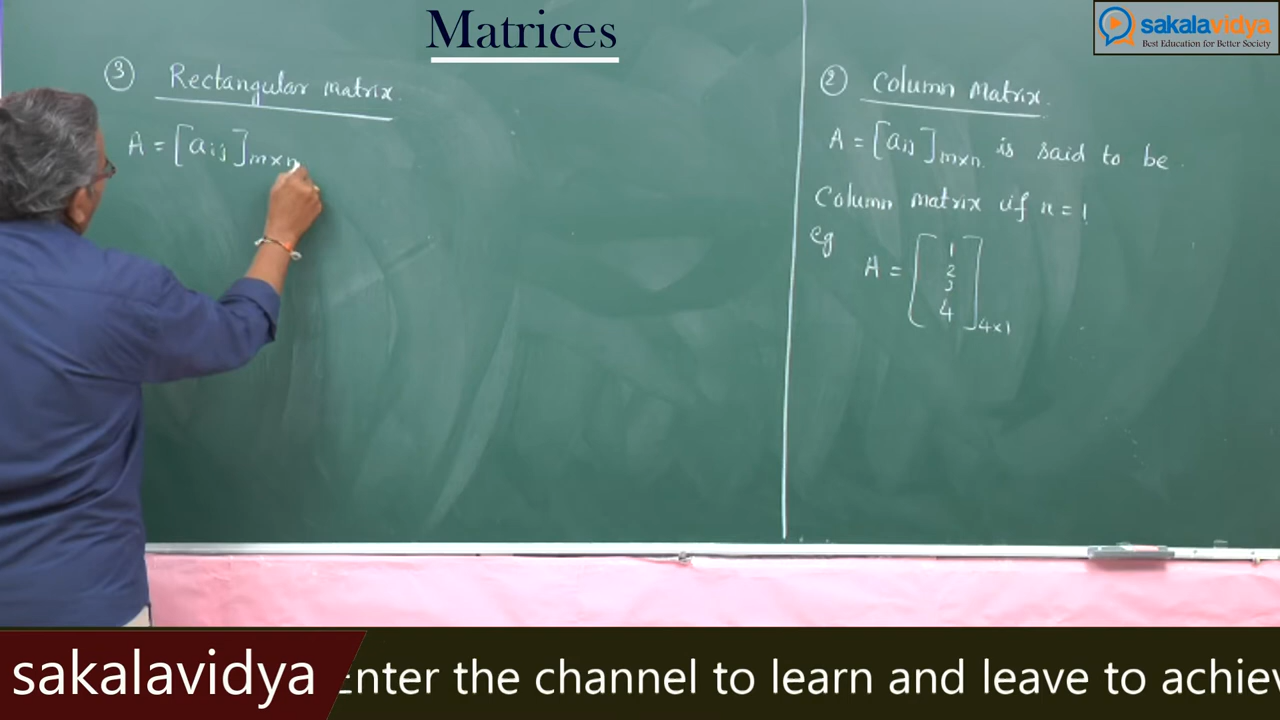 Matrices
sakalavidya
Best Education for Better Society
③ Rectangular matrix.
A = [aij]m×n
② Column Matrix.
A = [aij]m×n is said to be.
Column matrix if n = 1
eg
A = [1
2
3
4]4×1
sakalavidya
Enter the channel to learn and leave to achiev